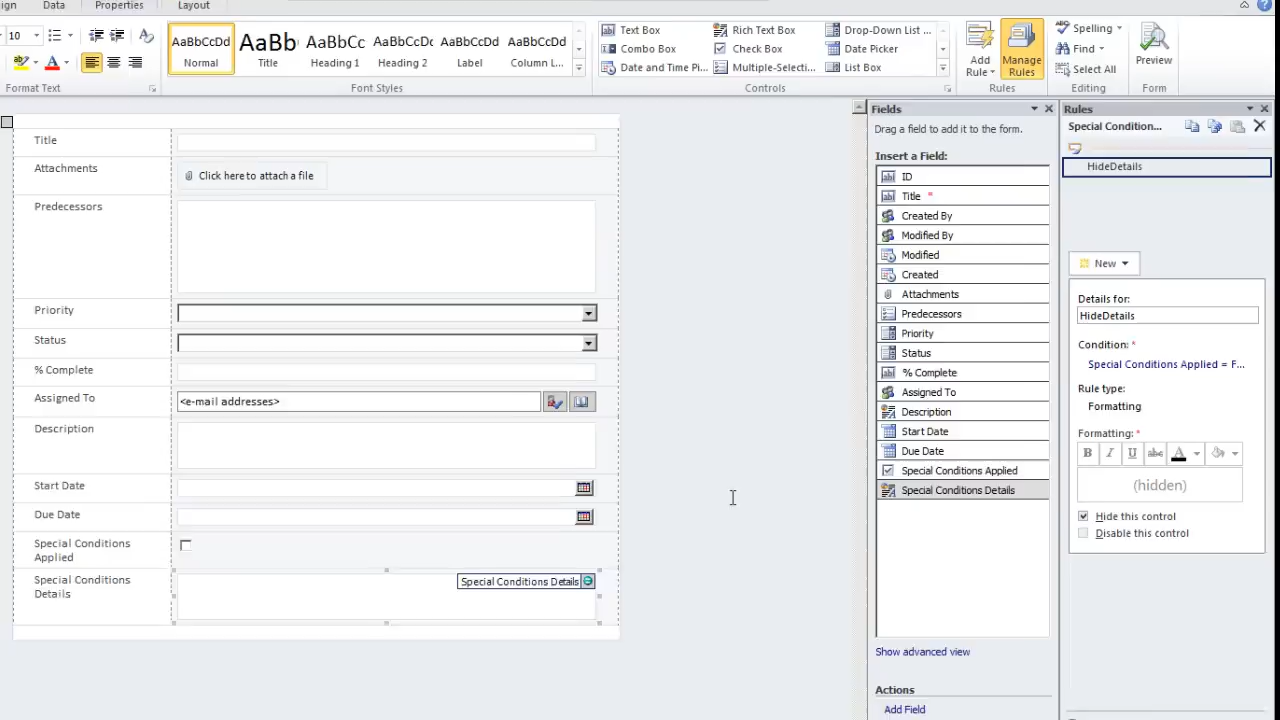 ign Data Properties Layout
10
AaBbCcDd Normal
AaBb Title
AaBbCc Heading 1
AaBbCcDc Heading 2
AaBbCcDd Label
AaBbCcDd Column L...
Text Box
Rich Text Box
Drop-Down List ...
Combo Box
Check Box
Date Picker
Date and Time Pi...
Multiple-Selecti...
List Box
Add Rule
Manage Rules
Spelling
Find
Select All
Preview
Format Text
Font Styles
Controls
Rules
Editing
Form
Title
Attachments
Click here to attach a file
Predecessors
Priority
Status
% Complete
Assigned To
<e-mail addresses>
Description
Start Date
Due Date
Special Conditions
Applied
Special Conditions
Details
Special Conditions Details
Fields
Drag a field to add it to the form.
Insert a Field:
ID
Title *
Created By
Modified By
Modified
Created
Attachments
Predecessors
Priority
Status
% Complete
Assigned To
Description
Start Date
Due Date
Special Conditions Applied
Special Conditions Details
Show advanced view
Actions
Add Field
Rules
Special Condition...
HideDetails
New
Details for:
HideDetails
Condition: *
Special Conditions Applied = F...
Rule type:
Formatting
Formatting: *
B I U abc A
(hidden)
Hide this control
Disable this control